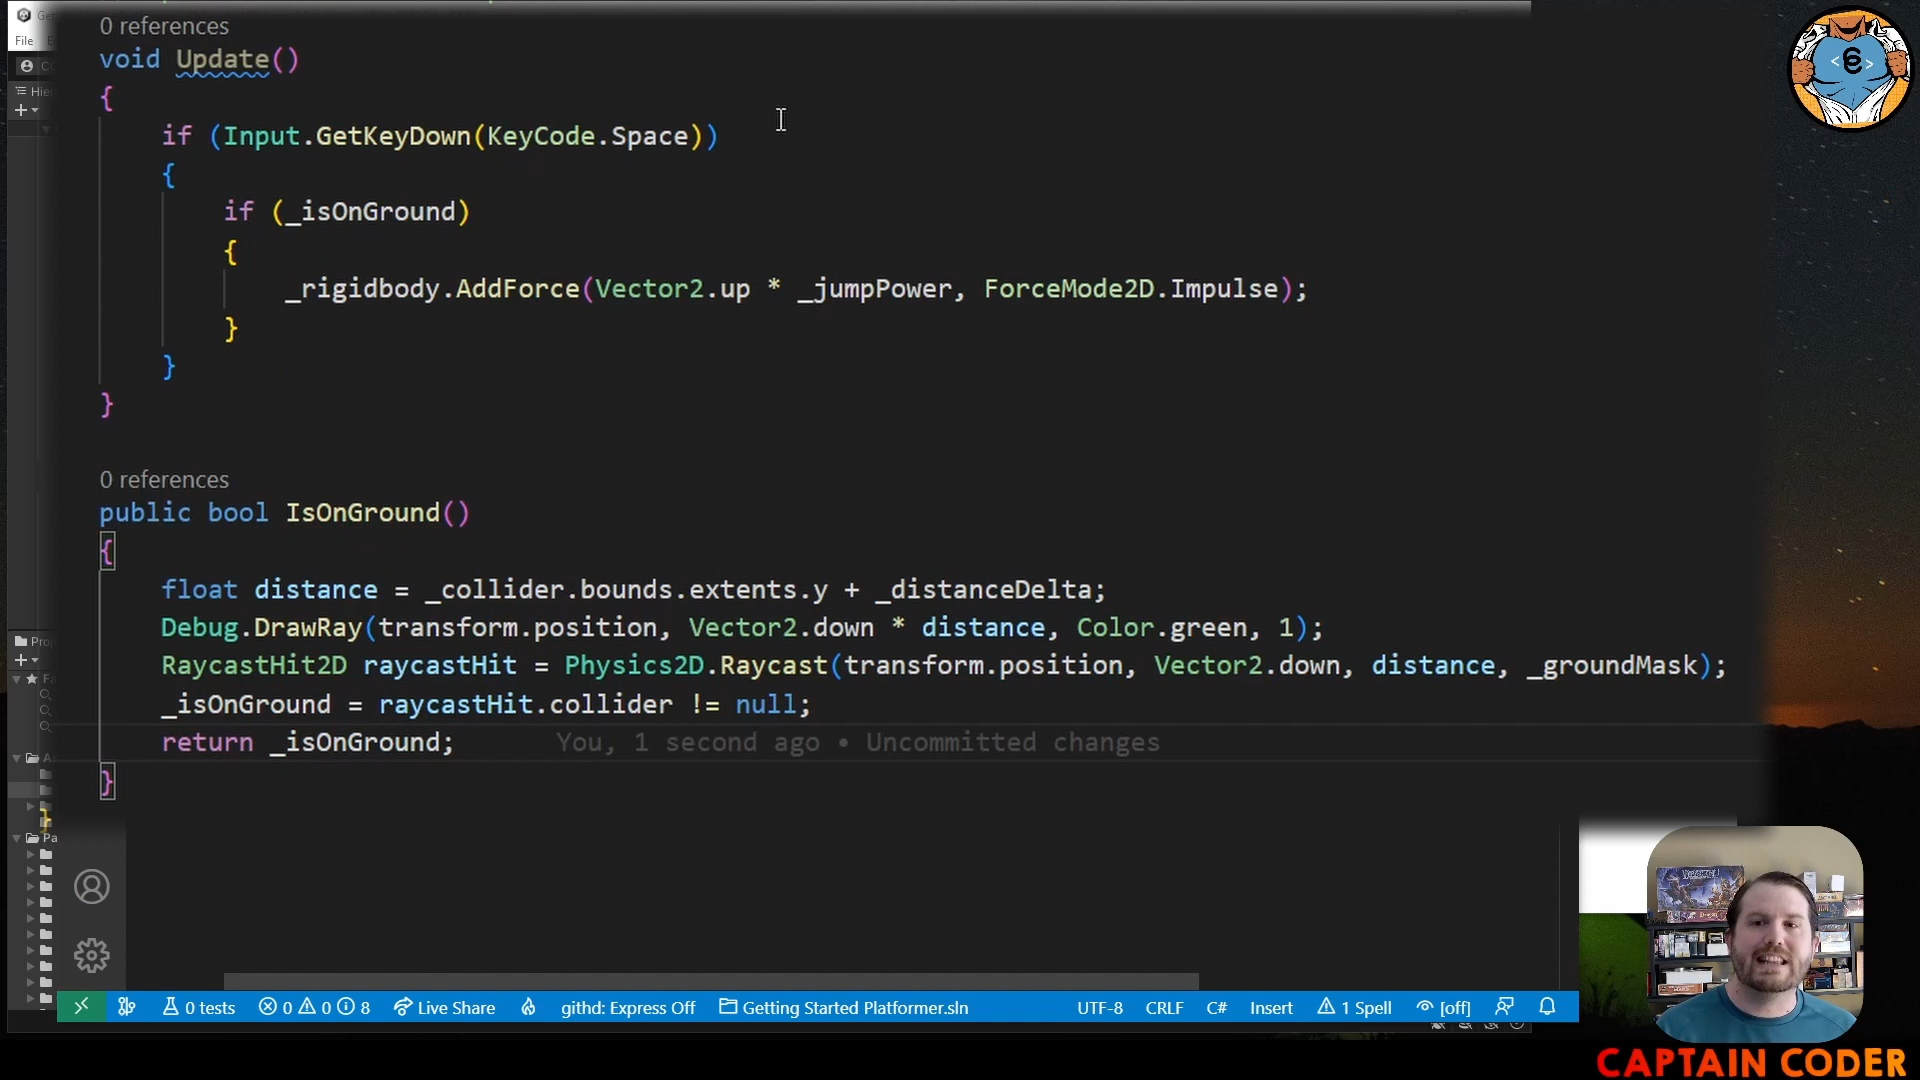 File
0 references
void Update()
{
if (Input.GetKeyDown(KeyCode.Space))
{
if (_isOnGround)
{
_rigidbody.AddForce(Vector2.up * _jumpPower, ForceMode2D.Impulse);
}
}
}
0 references
public bool IsOnGround()
{
float distance = _collider.bounds.extents.y + _distanceDelta;
Debug.DrawRay(transform.position, Vector2.down * distance, Color.green, 1);
RaycastHit2D raycastHit = Physics2D.Raycast(transform.position, Vector2.down, distance, _groundMask);
_isOnGround = raycastHit.collider != null;
return _isOnGround; You, 1 second ago • Uncommitted changes
}
}
0 tests 0 0 8 Live Share githd: Express Off Getting Started Platformer.sln UTF-8 CRLF C# Insert 1 Spell [off]
CAPTAIN CODER